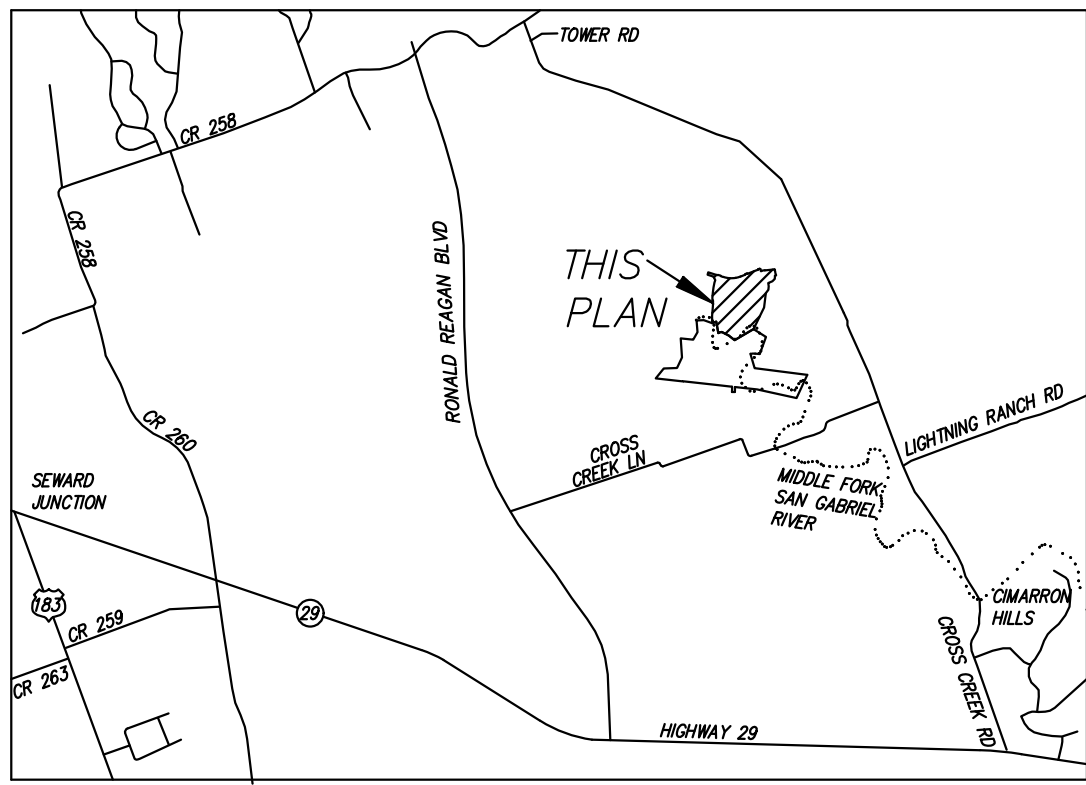 TOWER RD
CR 258
CR 258
RONALD REAGAN BLVD
THIS
PLAN
CR 260
CROSS
CREEK LN
LIGHTNING RANCH RD
SEWARD
JUNCTION
MIDDLE FORK
SAN GABRIEL
RIVER
183
29
CR 259
CIMARRON
HILLS
CR 263
CROSS CREEK RD
HIGHWAY 29